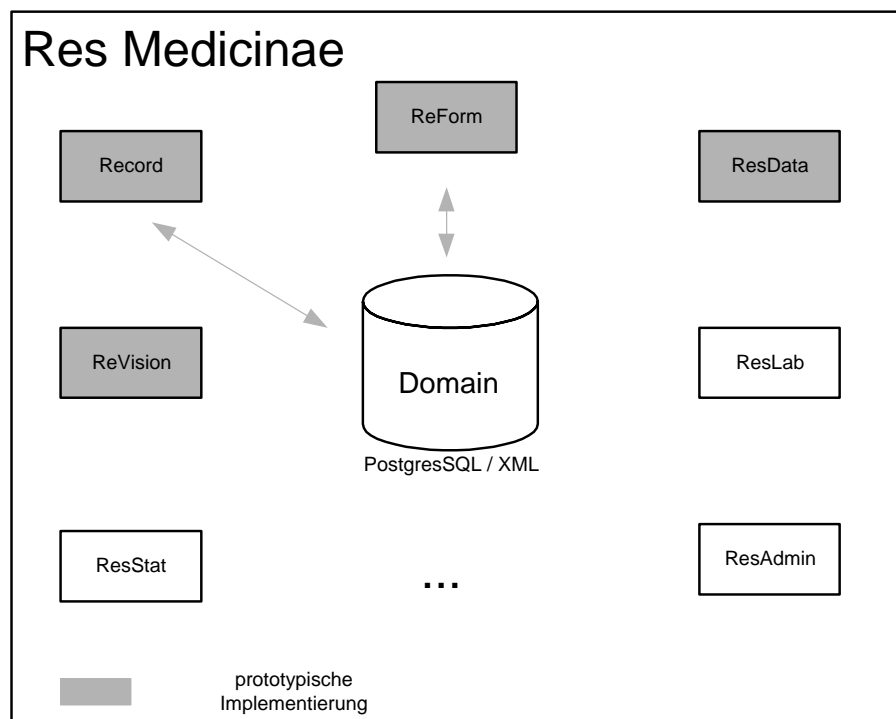 Res Medicinae
ReForm
Record
ResData
ReVision
Domain
ResLab
PostgresSQL / XML
ResStat
...
ResAdmin
prototypische
Implementierung